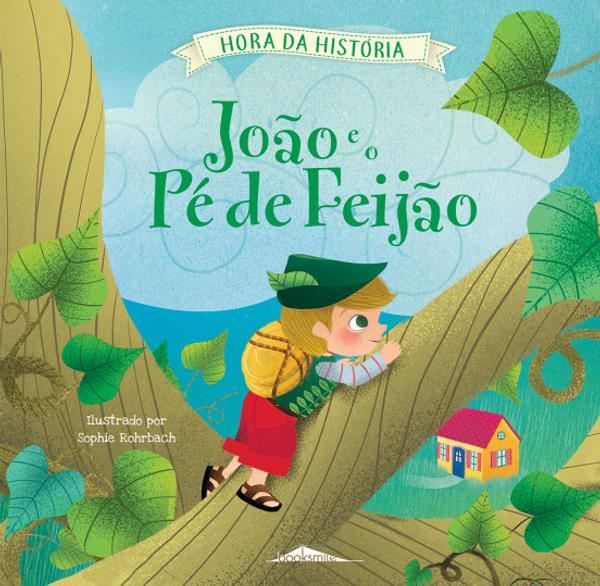 HORA DA HISTÓRIA
João e o
Pé de Feijão
Ilustrado por
Sophie Rohrbach
booksmile